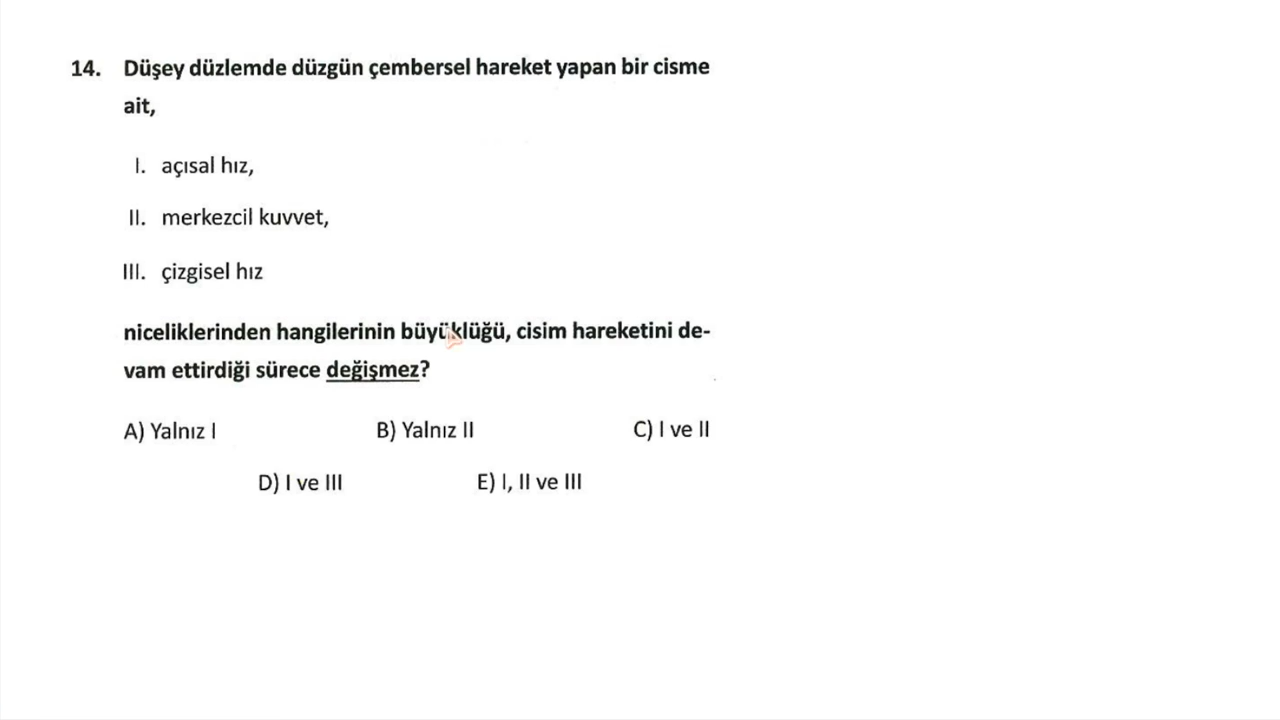 14. Düşey düzlemde düzgün çembersel hareket yapan bir cisme
ait,
I. açısal hız,
II. merkezcil kuvvet,
III. çizgisel hız
niceliklerinden hangilerinin büyüklüğü, cisim hareketini de-
vam ettirdiği sürece değişmez?
A) Yalnız I B) Yalnız II C) I ve II
D) I ve III E) I, II ve III